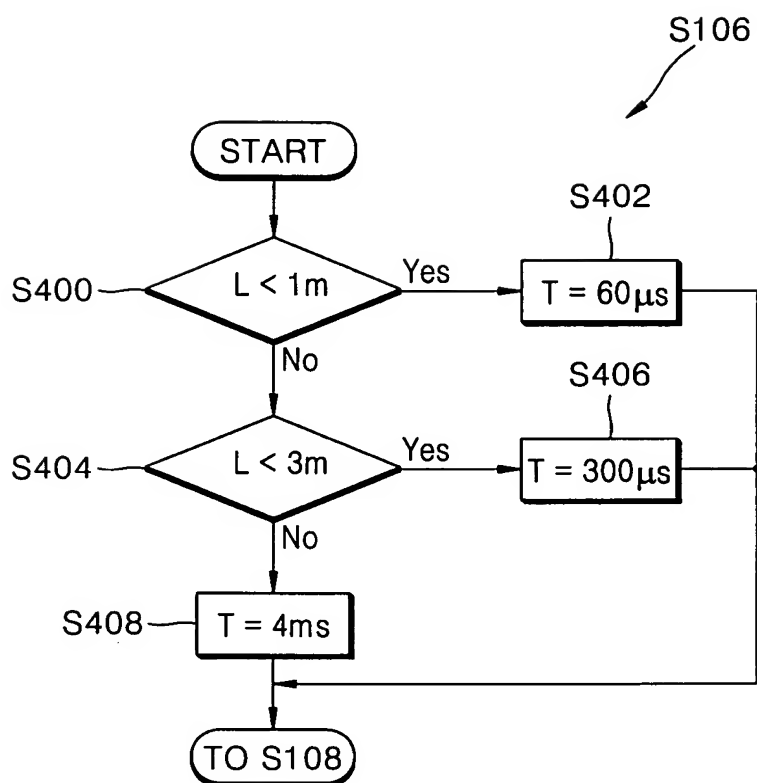 S106
START
S402
S400
L < 1m
Yes
T = 60μs
No
S406
S404
L < 3m
Yes
T = 300μs
No
S408
T = 4ms
TO S108